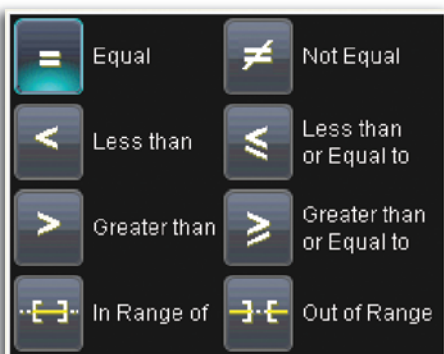 = Equal
≠ Not Equal
< Less than
≤ Less than
or Equal to
> Greater than
≥ Greater than
or Equal to
In Range of
Out of Range